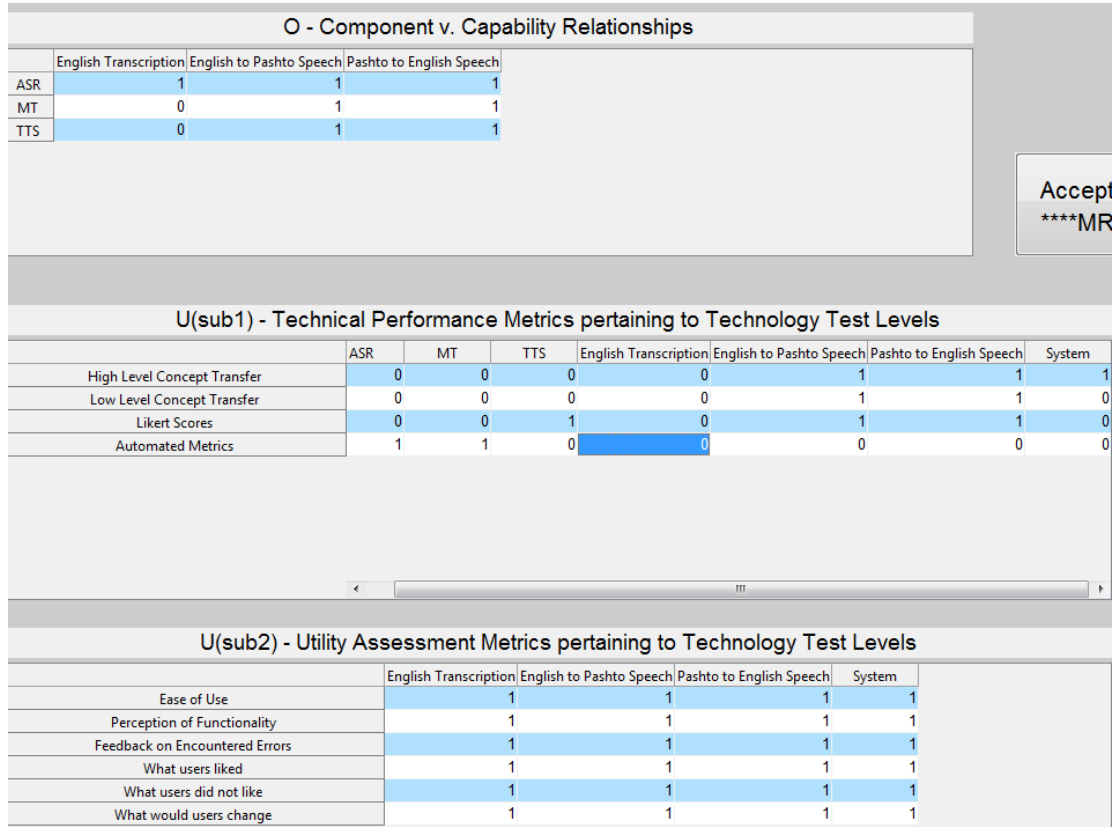 O - Component v. Capability Relationships
English Transcription English to Pashto Speech Pashto to English Speech
ASR 1 1 1
MT 0 1 1
TTS 0 1 1
Accept
****MR
U(sub1) - Technical Performance Metrics pertaining to Technology Test Levels
ASR MT TTS English Transcription English to Pashto Speech Pashto to English Speech System
High Level Concept Transfer 0 0 0 0 1 1 1
Low Level Concept Transfer 0 0 0 0 1 1 0
Likert Scores 0 0 1 0 1 1 0
Automated Metrics 1 1 0 0 0 0 0
U(sub2) - Utility Assessment Metrics pertaining to Technology Test Levels
English Transcription English to Pashto Speech Pashto to English Speech System
Ease of Use 1 1 1 1
Perception of Functionality 1 1 1 1
Feedback on Encountered Errors 1 1 1 1
What users liked 1 1 1 1
What users did not like 1 1 1 1
What would users change 1 1 1 1